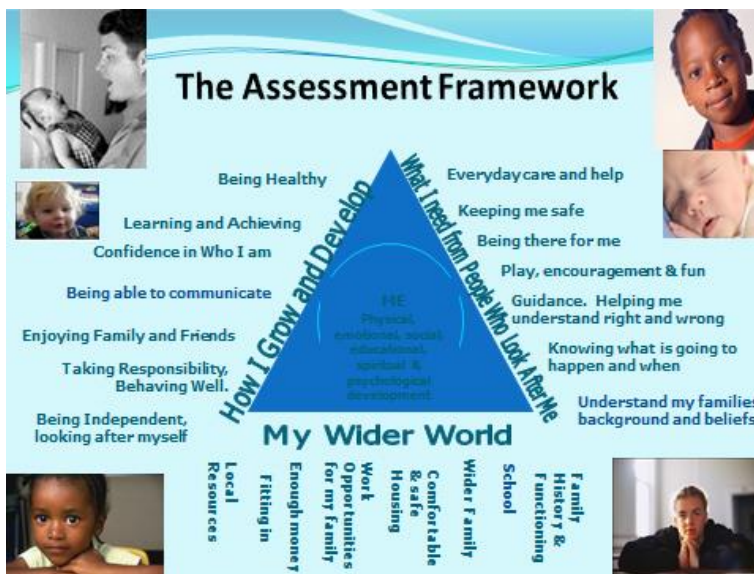 The Assessment Framework
Being Healthy
Learning and Achieving
Confidence in Who I am
Being able to communicate
Enjoying Family and Friends
Taking Responsibility,
Behaving Well.
Being Independent,
looking after myself
How I Grow and Develop
What I need from People Who Look After Me
Everyday care and help
Keeping me safe
Being there for me
Play, encouragement & fun
Guidance. Helping me
understand right and wrong
Knowing what is going to
happen and when
Understand my families
background and beliefs
HE
Physical,
emotional, social,
educational,
spiritual &
psychological
development
My Wider World
Local
Resources
Fitting in
Enough money
for my family
Work
Opportunities
Comfortable
& safe
Housing
Wider Family
School
Family
History &
Functioning